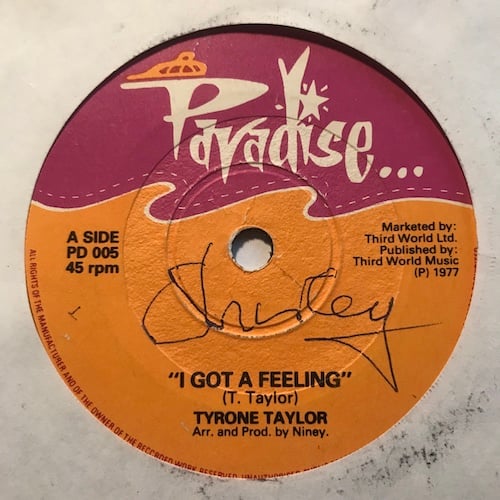 Paradise...
A SIDE
PD 005
45 rpm
Marketed by:
Third World Ltd.
Published by:
Third World Music
(P) 1977
"I GOT A FEELING"
(T. Taylor)
TYRONE TAYLOR
Arr. and Prod. by Niney.
ALL RIGHTS OF THE MANUFACTURER AND OF THE OWNER OF THE RECORDED WORK RESERVED. UNAUTHORISED